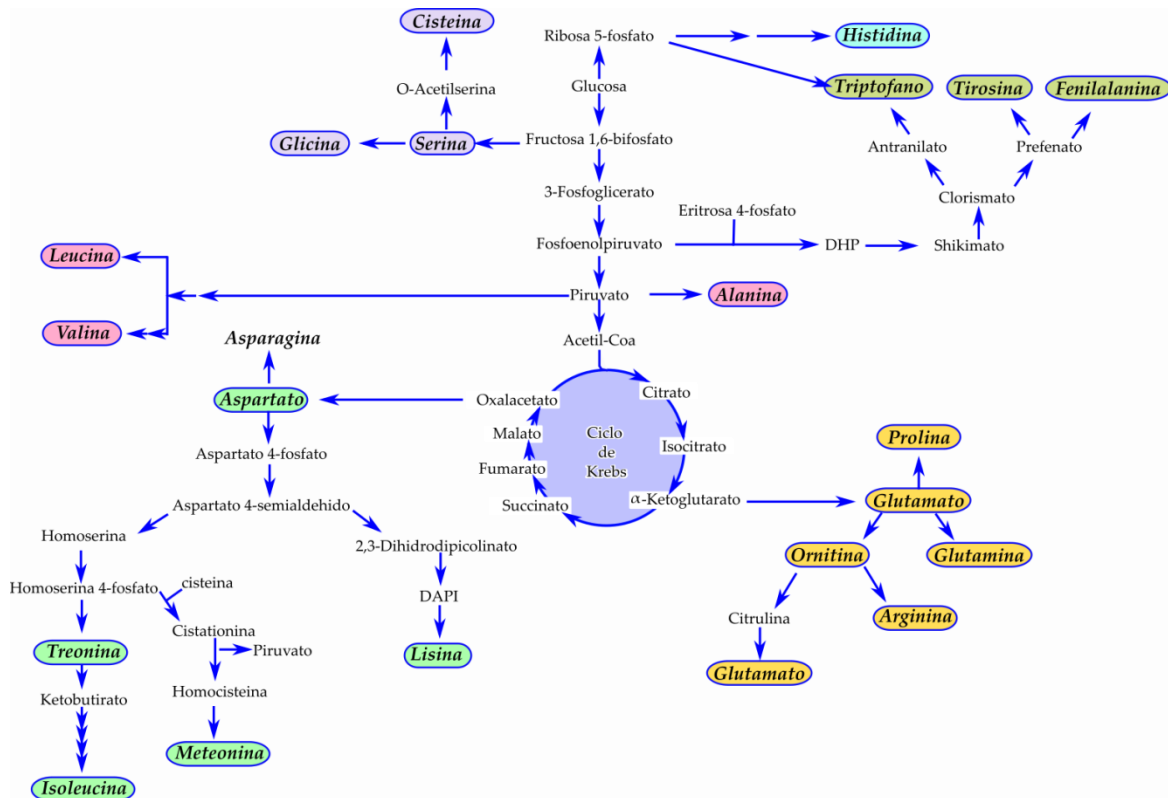 Cisteina
Ribosa 5-fosfato
Histidina
O-Acetilserina
Glucosa
Triptofano
Tirosina
Fenilalanina
Glicina
Serina
Fructosa 1,6-bifosfato
Antranilato
Prefenato
3-Fosfoglicerato
Clorismato
Eritrosa 4-fosfato
Fosfoenolpiruvato
DHP
Shikimato
Leucina
Piruvato
Alanina
Valina
Asparagina
Acetil-Coa
Aspartato
Oxalacetato
Citrato
Malato
Ciclo
de
Krebs
Isocitrato
Prolina
Aspartato 4-fosfato
Fumarato
Succinato
α-Ketoglutarato
Glutamato
Aspartato 4-semialdehido
Homoserina
2,3-Dihidrodipicolinato
Ornitina
Glutamina
Homoserina 4-fosfato
cisteina
DAPI
Citrulina
Arginina
Cistationina
Treonina
Piruvato
Lisina
Glutamato
Ketobutirato
Homocisteina
Meteonina
Isoleucina